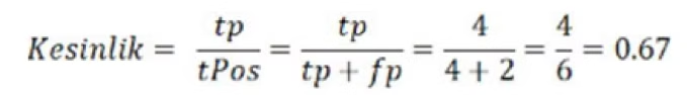 Kesinlik = tp / tPos = tp / tp + fp = 4 / 4 + 2 = 4 / 6 = 0.67